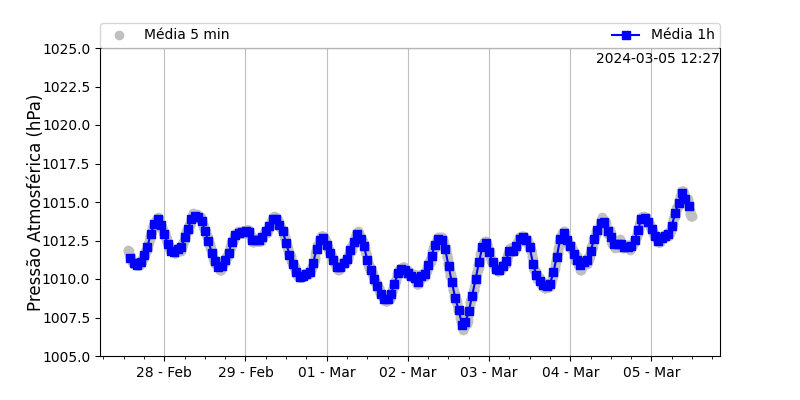 Média 5 min
Média 1h
2024-03-05 12:27
Pressão Atmosférica (hPa)
1025.0
1022.5
1020.0
1017.5
1015.0
1012.5
1010.0
1007.5
1005.0
28 - Feb
29 - Feb
01 - Mar
02 - Mar
03 - Mar
04 - Mar
05 - Mar